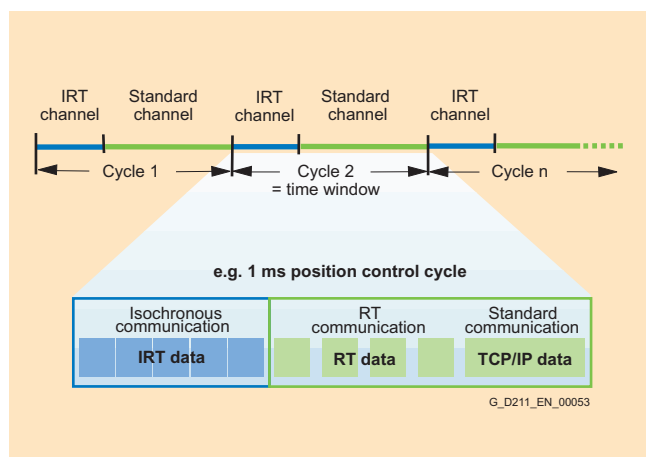 IRT
channel
Standard
channel
IRT
channel
Standard
channel
IRT
channel
Cycle 1
Cycle 2
= time window
Cycle n
e.g. 1 ms position control cycle
Isochronous
communication
RT
communication
Standard
communication
IRT data
RT data
TCP/IP data
G_D211_EN_00053